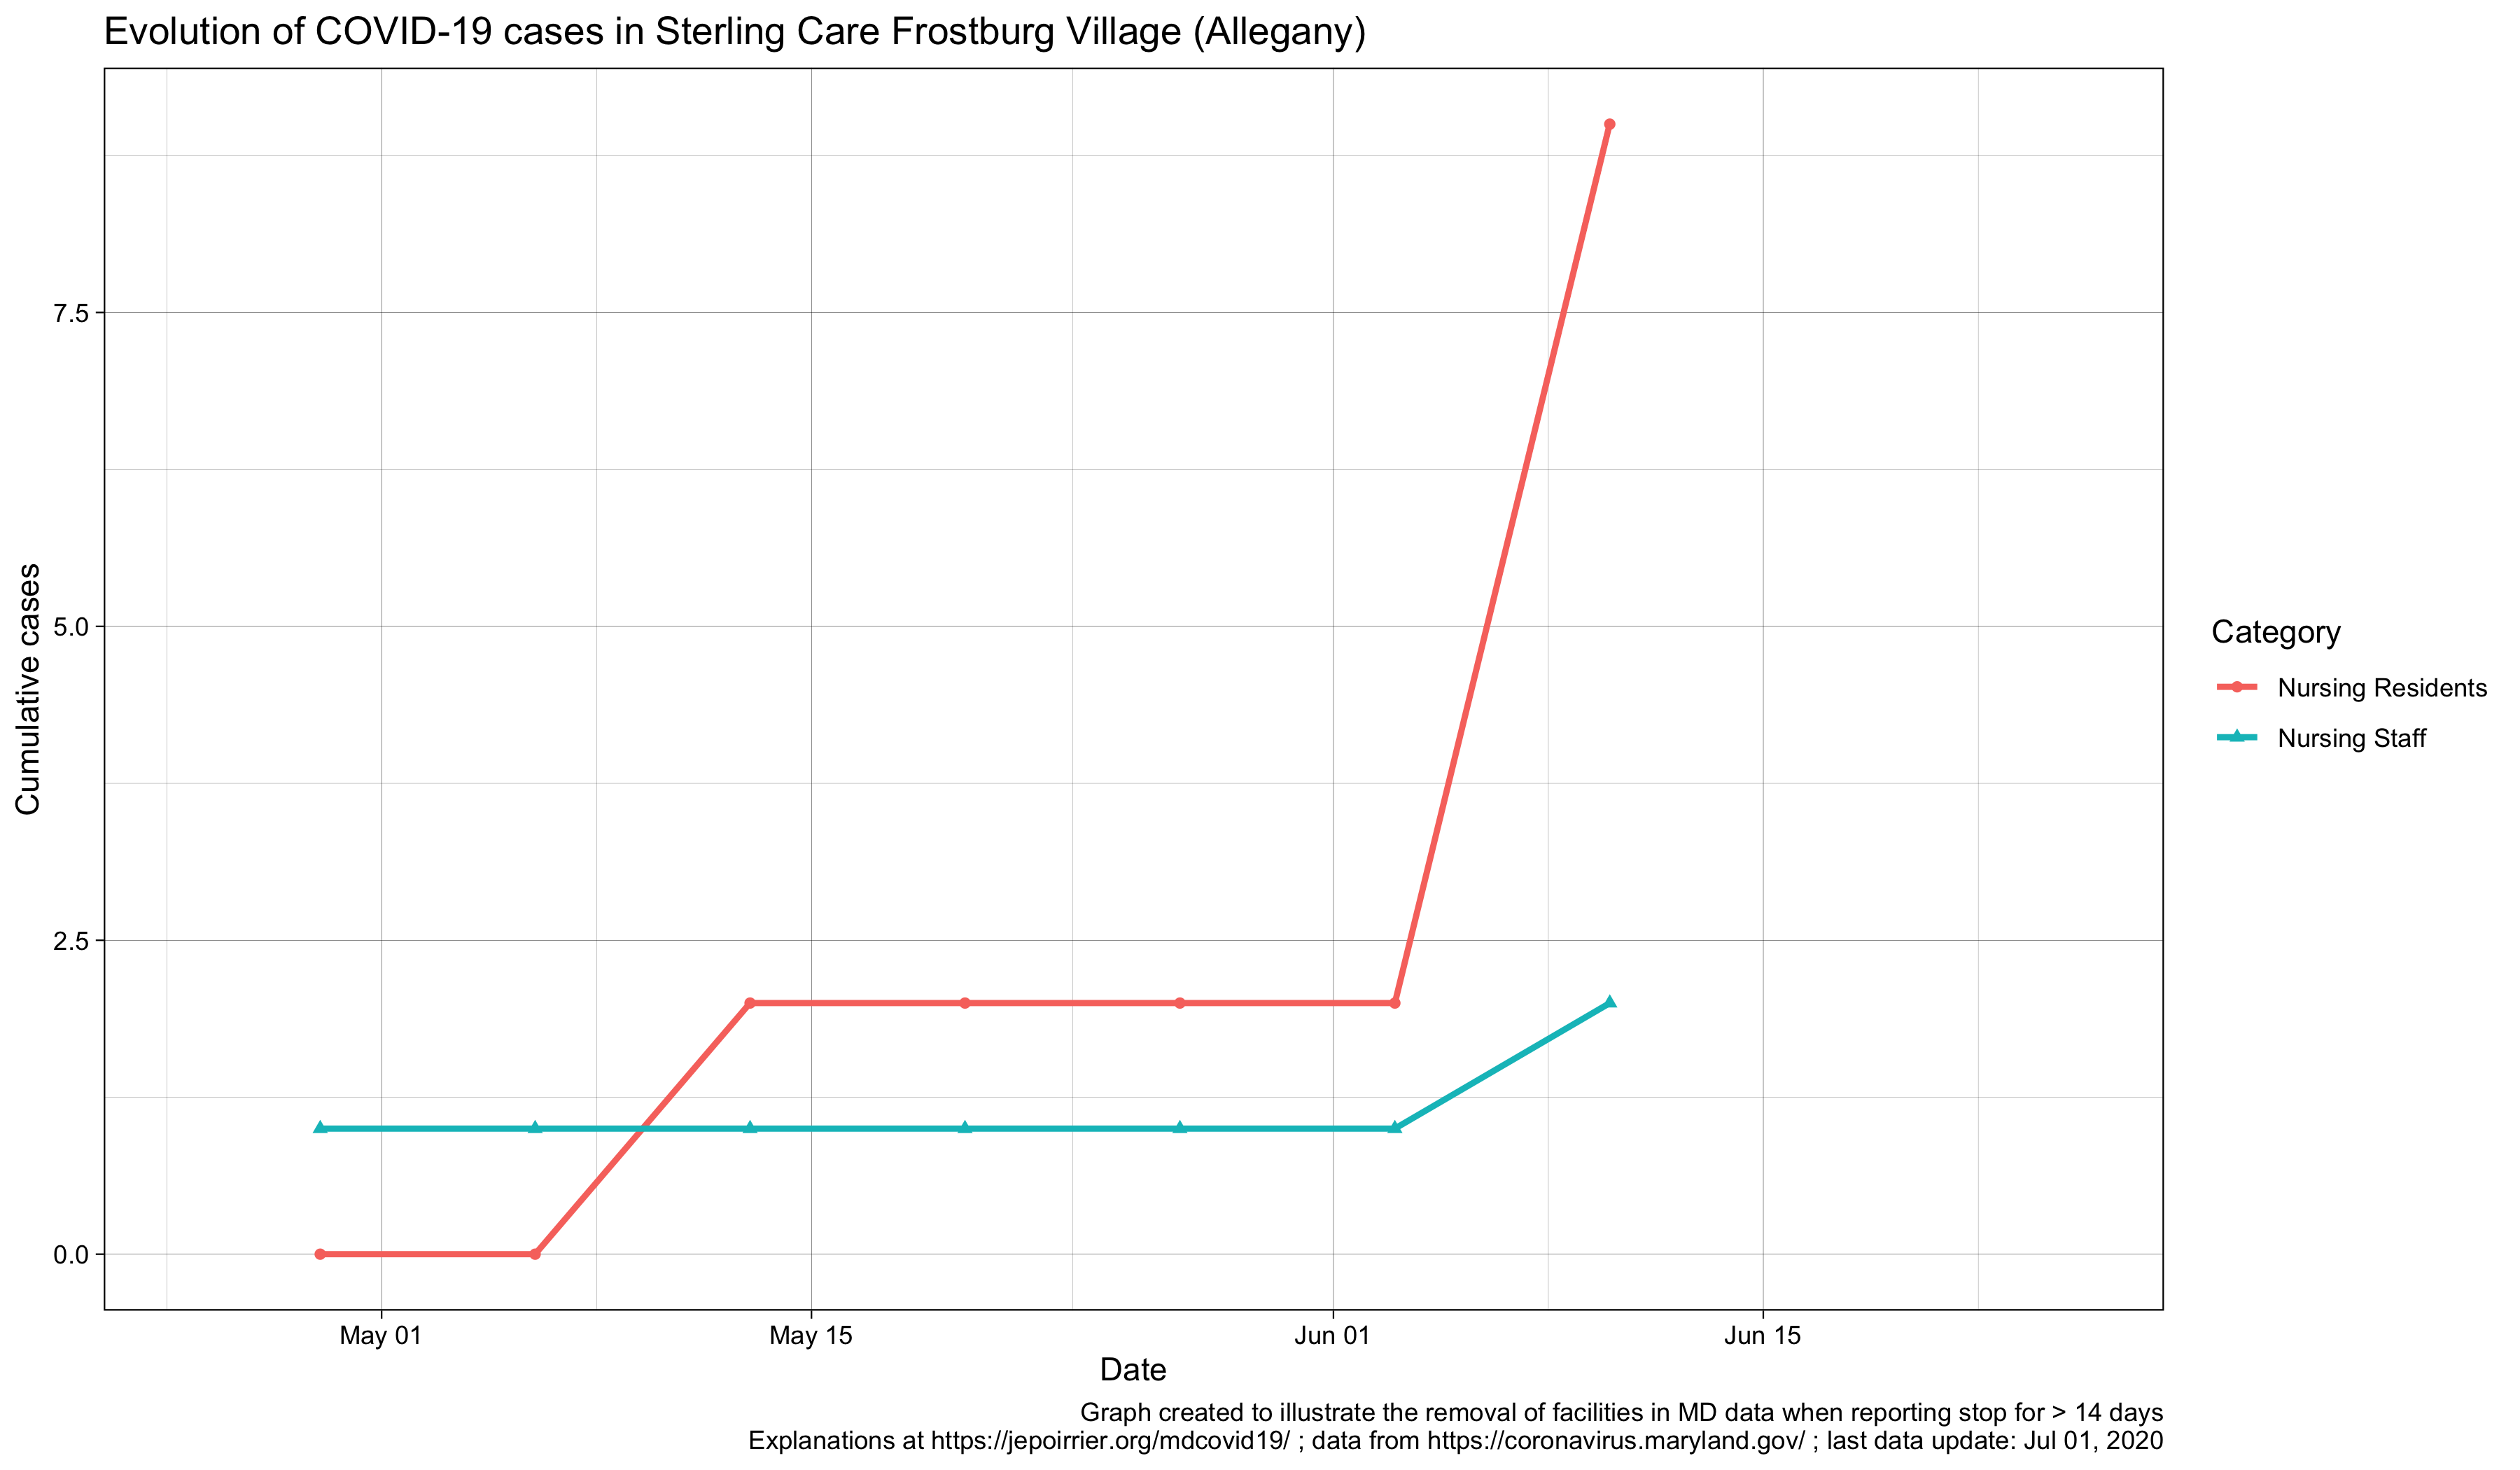 Evolution of COVID-19 cases in Sterling Care Frostburg Village (Allegany)
Cumulative cases
7.5
5.0
2.5
0.0
May 01
May 15
Jun 01
Jun 15
Date
Category
Nursing Residents
Nursing Staff
Graph created to illustrate the removal of facilities in MD data when reporting stop for > 14 days
Explanations at https://jepoirrier.org/mdcovid19/ ; data from https://coronavirus.maryland.gov/ ; last data update: Jul 01, 2020